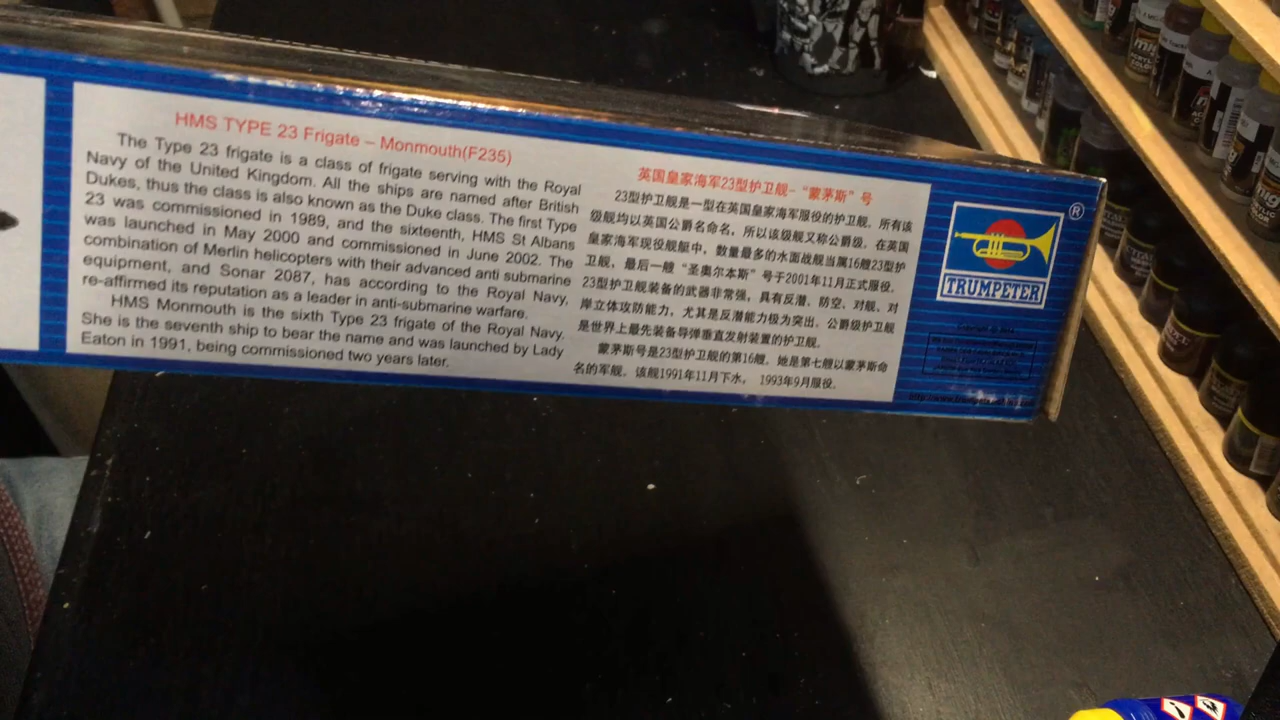 HMS TYPE 23 Frigate – Monmouth(F235)
The Type 23 frigate is a class of frigate serving with the Royal
Navy of the United Kingdom. All the ships are named after British
Dukes, thus the class is also known as the Duke class. The first Type
23 was commissioned in 1989, and the sixteenth, HMS St Albans
was launched in May 2000 and commissioned in June 2002. The
combination of Merlin helicopters with their advanced anti submarine
equipment, and Sonar 2087, has according to the Royal Navy,
re-affirmed its reputation as a leader in anti-submarine warfare.
HMS Monmouth is the sixth Type 23 frigate of the Royal Navy.
She is the seventh ship to bear the name and was launched by Lady
Eaton in 1991, being commissioned two years later.
英国皇家海军23型护卫舰-“蒙茅斯”号
23型护卫舰是一型在英国皇家海军服役的护卫舰，所有该
级舰均以英国公爵名命名，所以该级舰又称公爵级。在英国
皇家海军现役舰艇中，数量最多的水面战舰当属16艘23型护
卫舰，最后一艘“圣奥尔本斯”号于2001年11月正式服役。
23型护卫舰装备的武器非常强，具有反潜、防空、对舰、对
岸立体攻防能力，尤其是反潜能力极为突出。公爵级护卫舰
是世界上最先装备导弹垂直发射装置的护卫舰。
蒙茅斯号是23型护卫舰的第16艘。她是第七艘以蒙茅斯命
名的军舰。该舰1991年11月下水， 1993年9月服役。
®
TRUMPETER